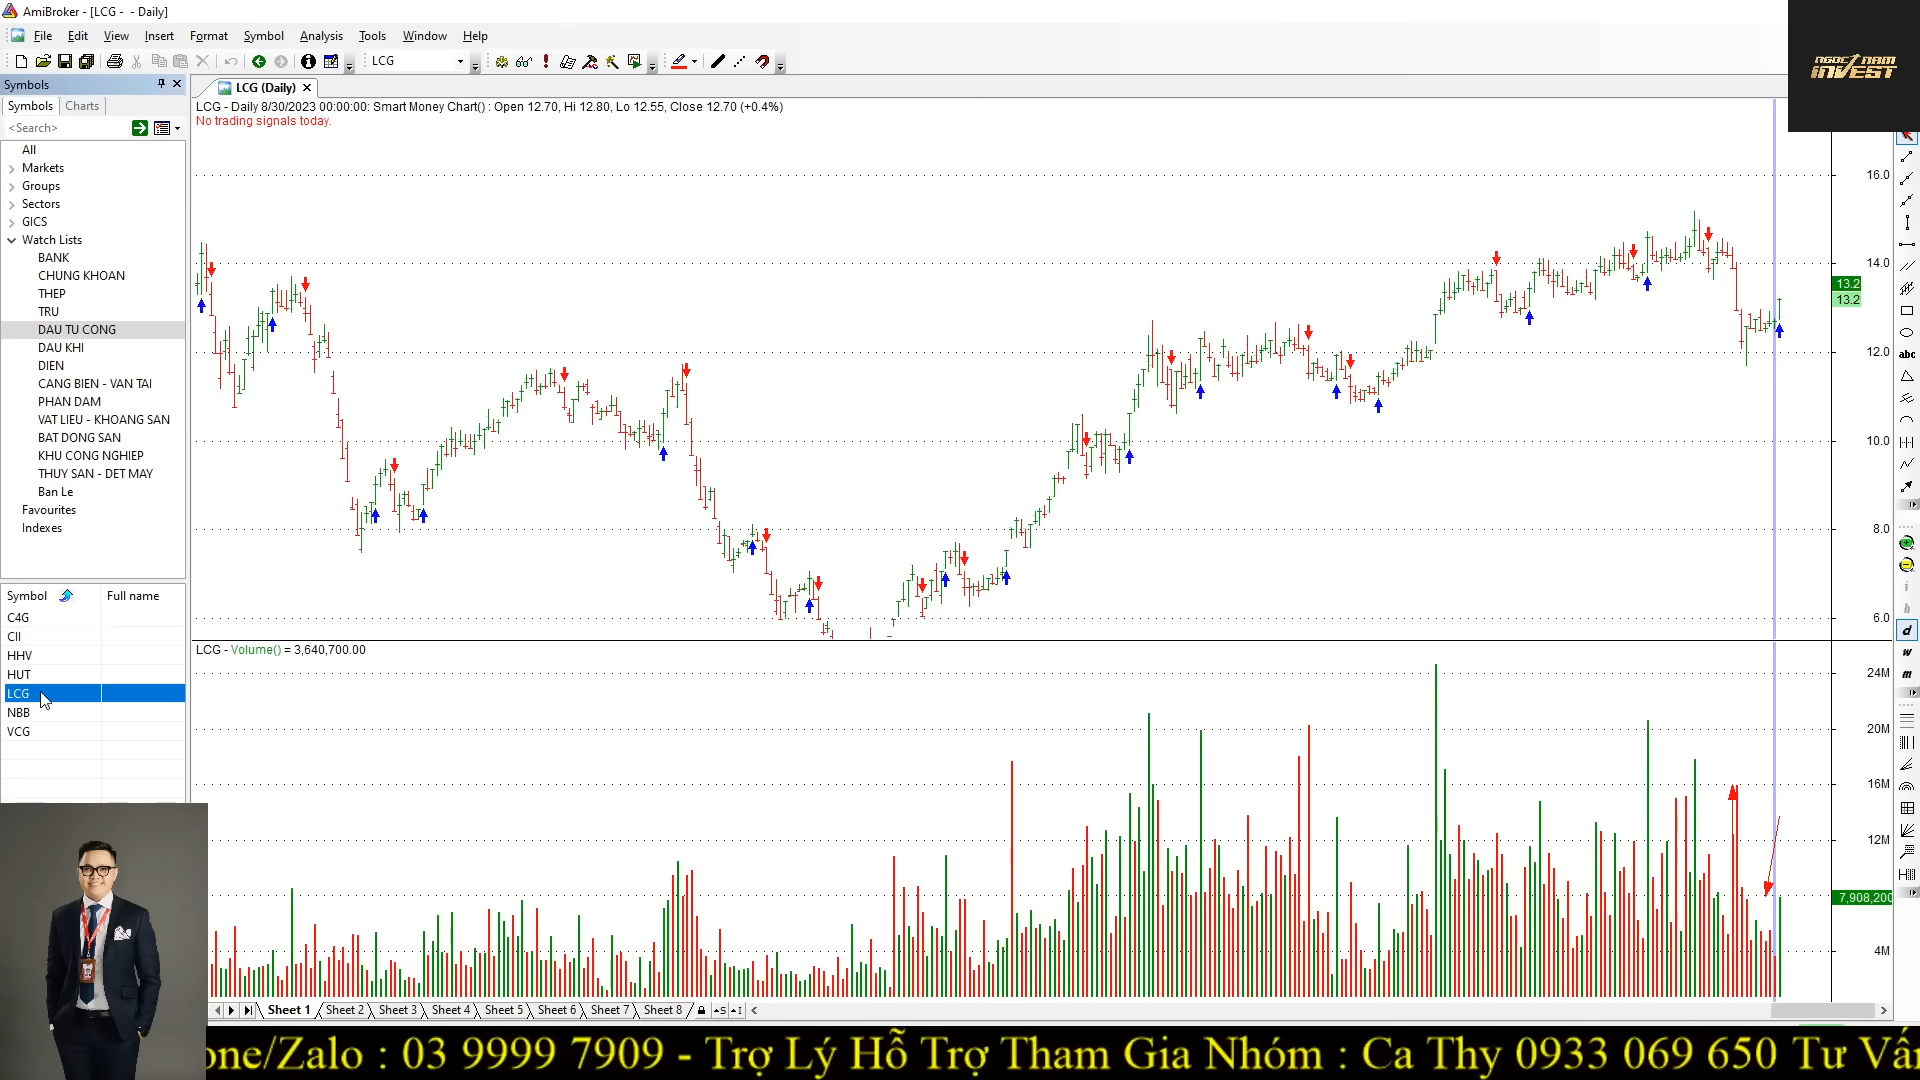 AmiBroker - [LCG - - Daily]
File Edit View Insert Format Symbol Analysis Tools Window Help
LCG
NGOC NAM
INVEST
Symbols
LCG (Daily)
Symbols Charts
<Search>
LCG - Daily 8/30/2023 00:00:00: Smart Money Chart() : Open 12.70, Hi 12.80, Lo 12.55, Close 12.70 (+0.4%)
No trading signals today.
All
Markets
Groups
Sectors
GICS
Watch Lists
BANK
CHUNG KHOAN
THEP
TRU
DAU TU CONG
DAU KHI
DIEN
CANG BIEN - VAN TAI
PHAN DAM
VAT LIEU - KHOANG SAN
BAT DONG SAN
KHU CONG NGHIEP
THUY SAN - DET MAY
Ban Le
Favourites
Indexes
16.0
14.0
13.2
13.2
12.0
10.0
8.0
6.0
abc
i
h
d
w
m
Symbol Full name
C4G
CII
HHV
HUT
LCG
NBB
VCG
LCG - Volume() = 3,640,700.00
24M
20M
16M
12M
7,908,200
4M
Sheet 1 Sheet 2 Sheet 3 Sheet 4 Sheet 5 Sheet 6 Sheet 7 Sheet 8
one/Zalo : 03 9999 7909 - Trợ Lý Hỗ Trợ Tham Gia Nhóm : Ca Thy 0933 069 650 Tư Vấn